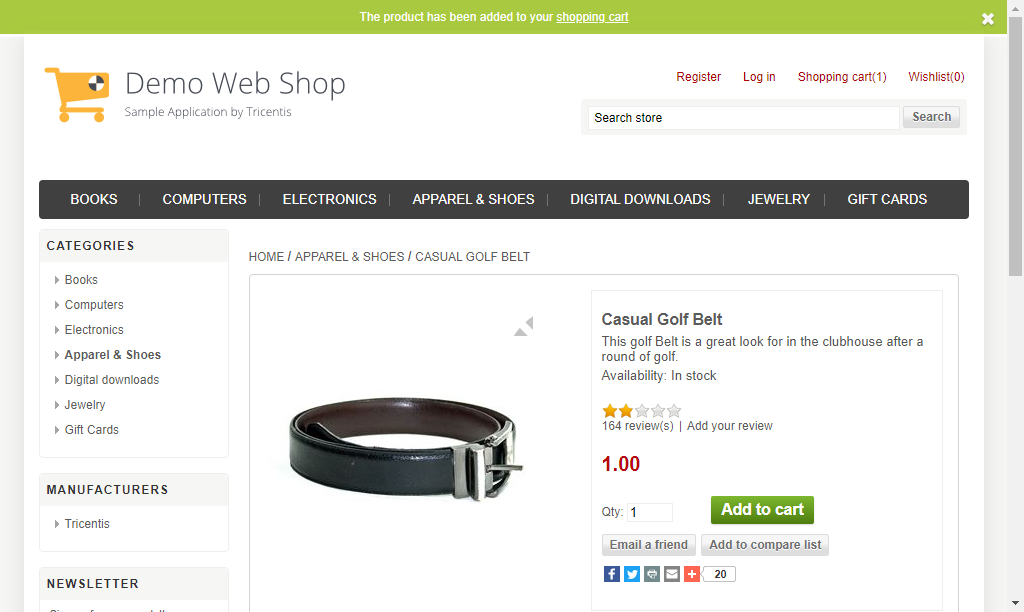 The product has been added to your shopping cart
Demo Web Shop
Sample Application by Tricentis
Register Log in Shopping cart(1) Wishlist(0)
Search store Search
BOOKS COMPUTERS ELECTRONICS APPAREL & SHOES DIGITAL DOWNLOADS JEWELRY GIFT CARDS
CATEGORIES
Books
Computers
Electronics
Apparel & Shoes
Digital downloads
Jewelry
Gift Cards
MANUFACTURERS
Tricentis
NEWSLETTER
HOME / APPAREL & SHOES / CASUAL GOLF BELT
Casual Golf Belt
This golf Belt is a great look for in the clubhouse after a
round of golf.
Availability: In stock
164 review(s) | Add your review
1.00
Qty: 1 Add to cart
Email a friend Add to compare list
20